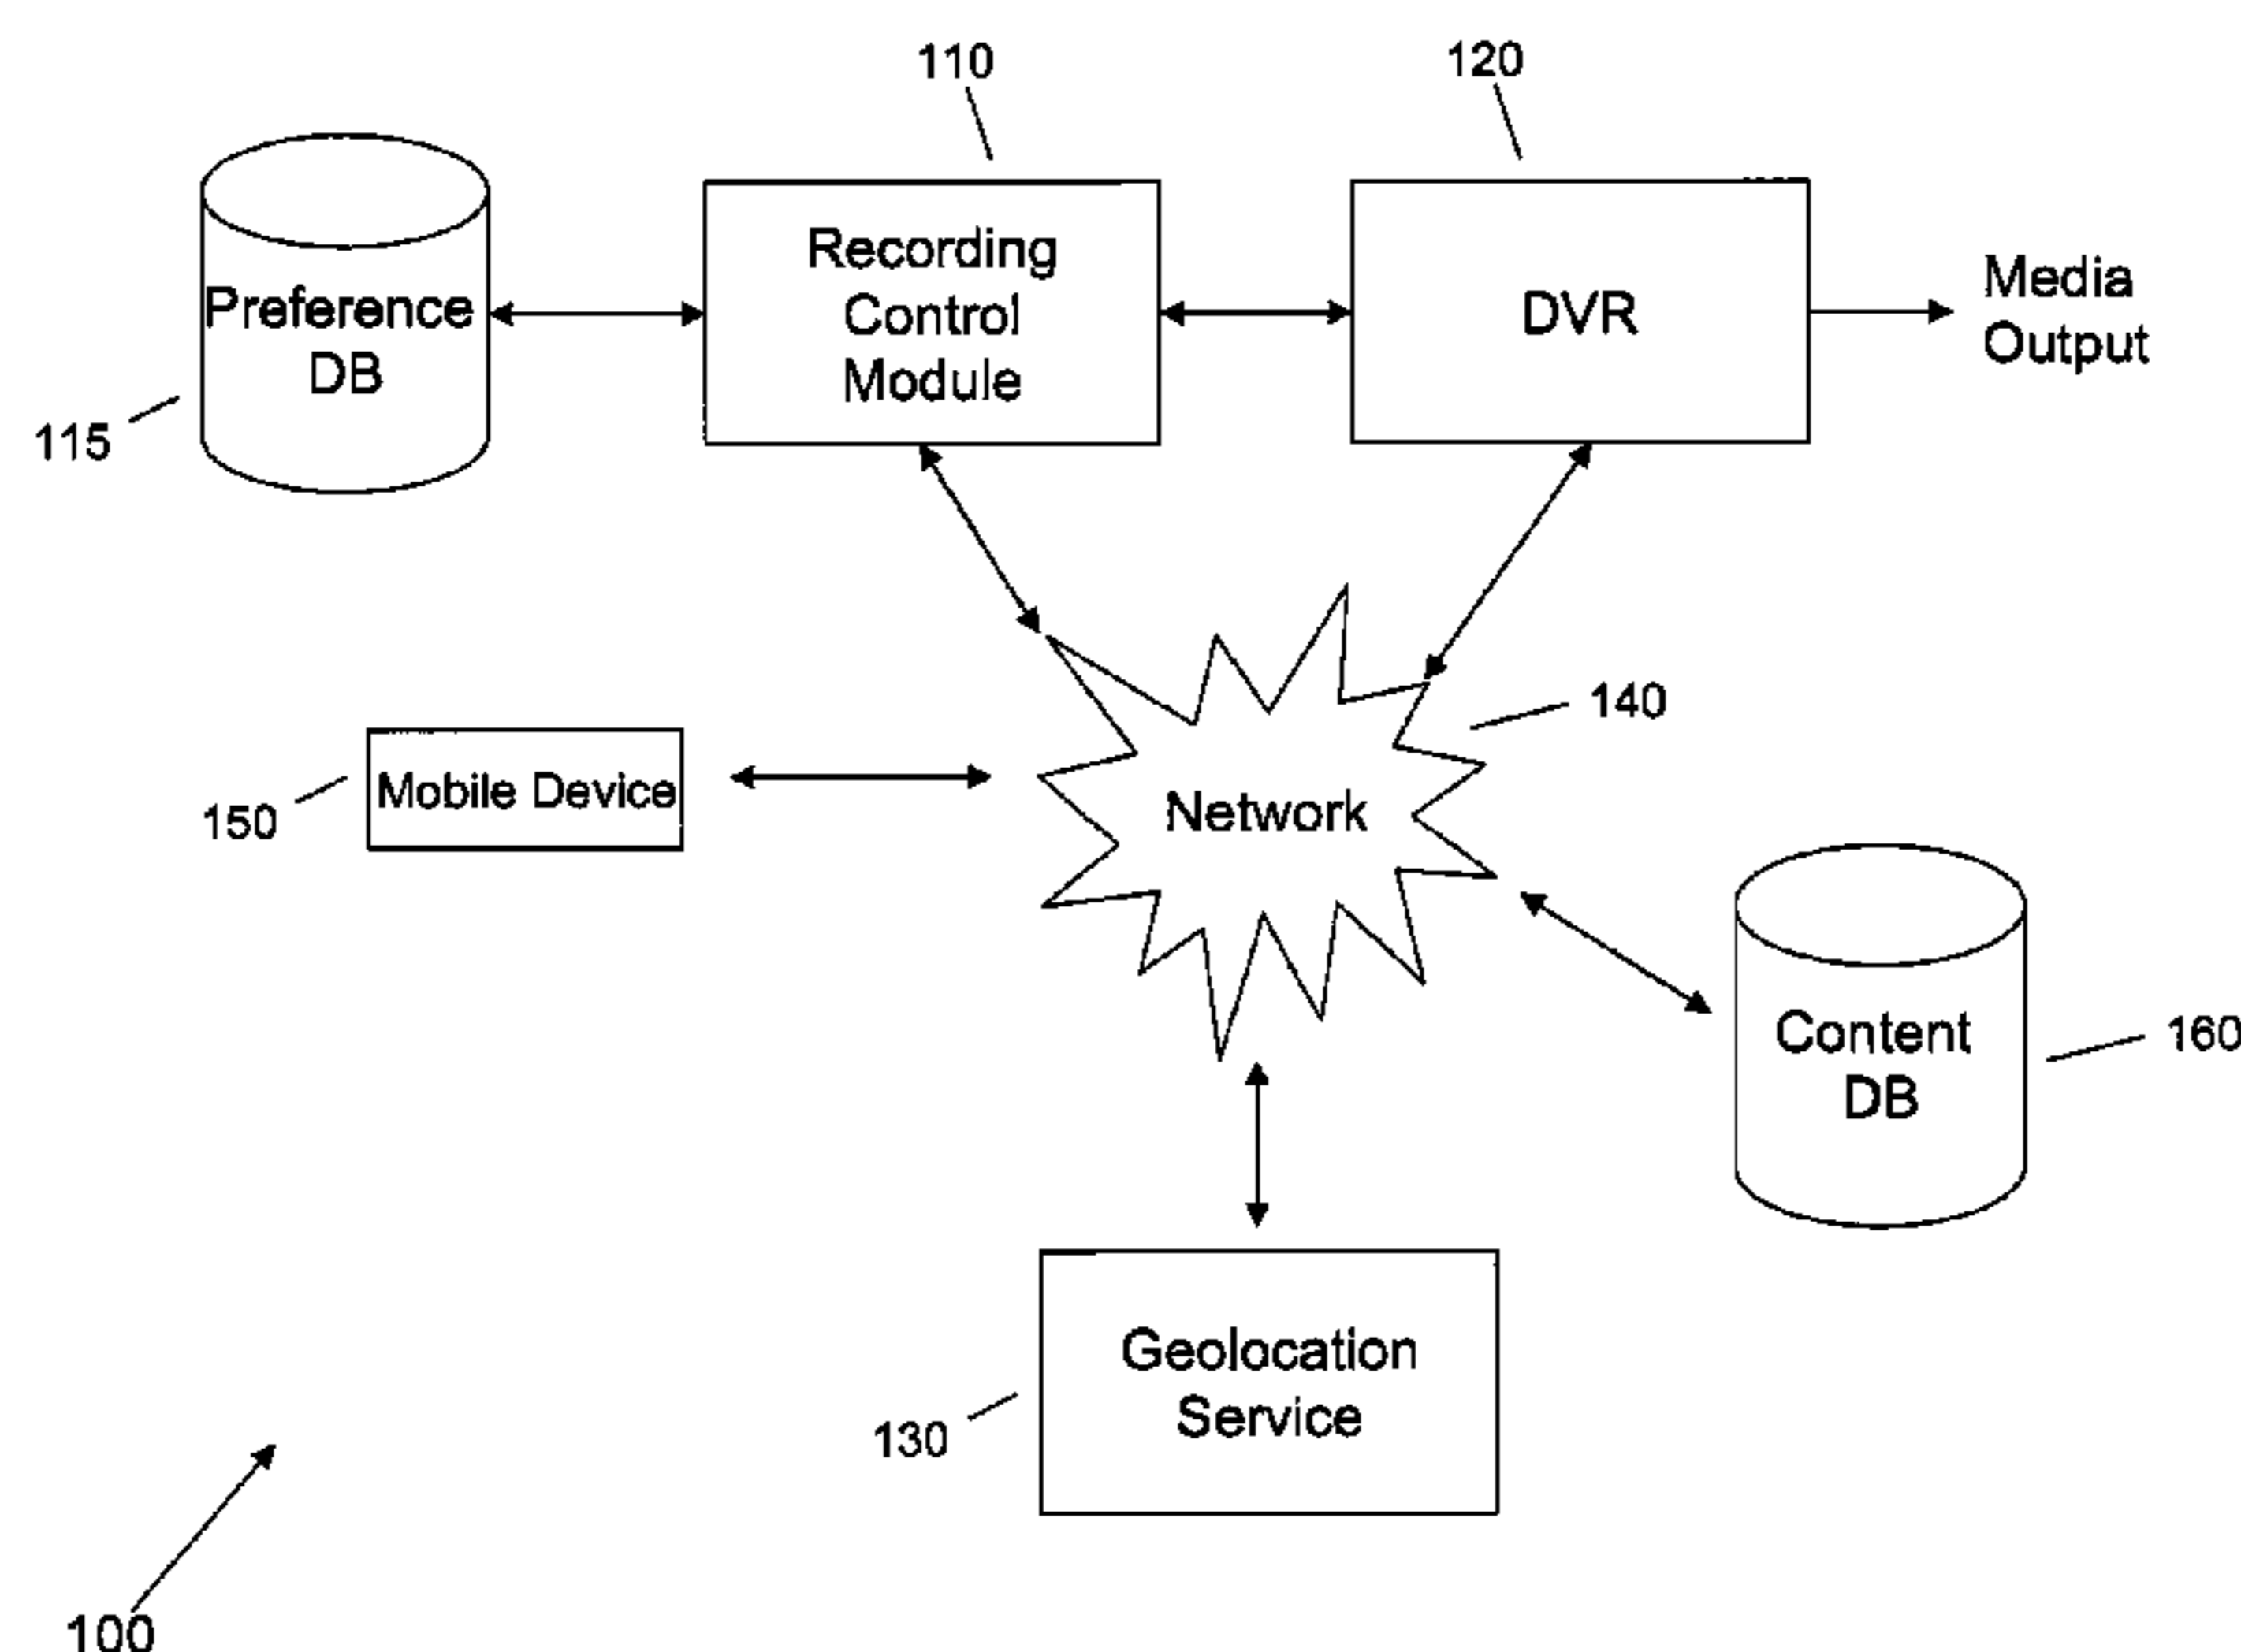 110
120
Recording
Control
Module
DVR
Media
Output
Preference
DB
115
140
Network
Mobile Device
150
Content
DB
160
Geolocation
Service
130
100